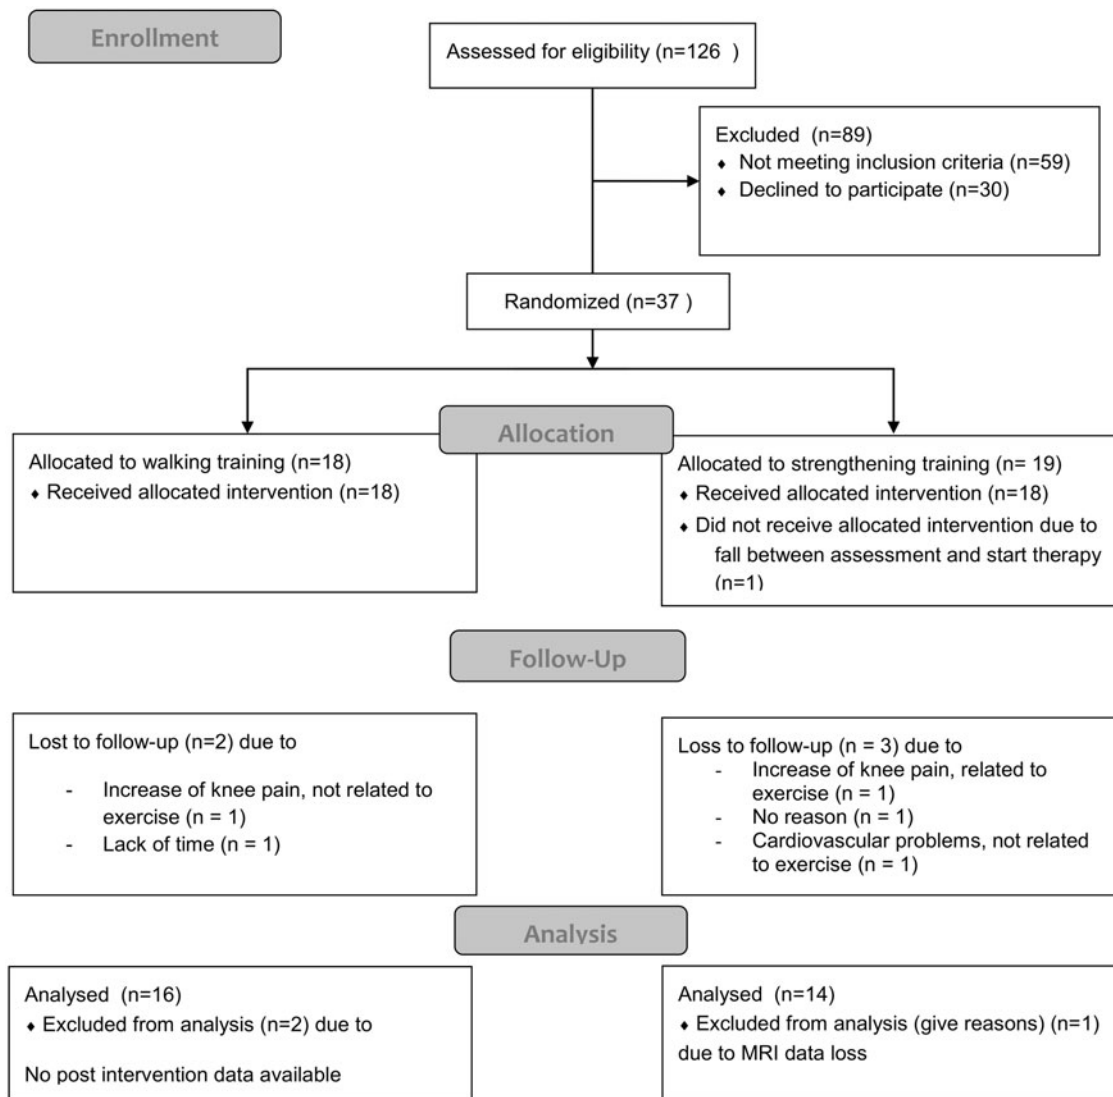 Enrollment
Assessed for eligibility (n=126 )
Excluded (n=89)
♦ Not meeting inclusion criteria (n=59)
♦ Declined to participate (n=30)
Randomized (n=37 )
Allocation
Allocated to walking training (n=18)
♦ Received allocated intervention (n=18)
Allocated to strengthening training (n= 19)
♦ Received allocated intervention (n=18)
♦ Did not receive allocated intervention due to
fall between assessment and start therapy
(n=1)
Follow-Up
Lost to follow-up (n=2) due to
- Increase of knee pain, not related to
exercise (n = 1)
- Lack of time (n = 1)
Loss to follow-up (n = 3) due to
- Increase of knee pain, related to
exercise (n = 1)
- No reason (n = 1)
- Cardiovascular problems, not related
to exercise (n = 1)
Analysis
Analysed (n=16)
♦ Excluded from analysis (n=2) due to
No post intervention data available
Analysed (n=14)
♦ Excluded from analysis (give reasons) (n=1)
due to MRI data loss